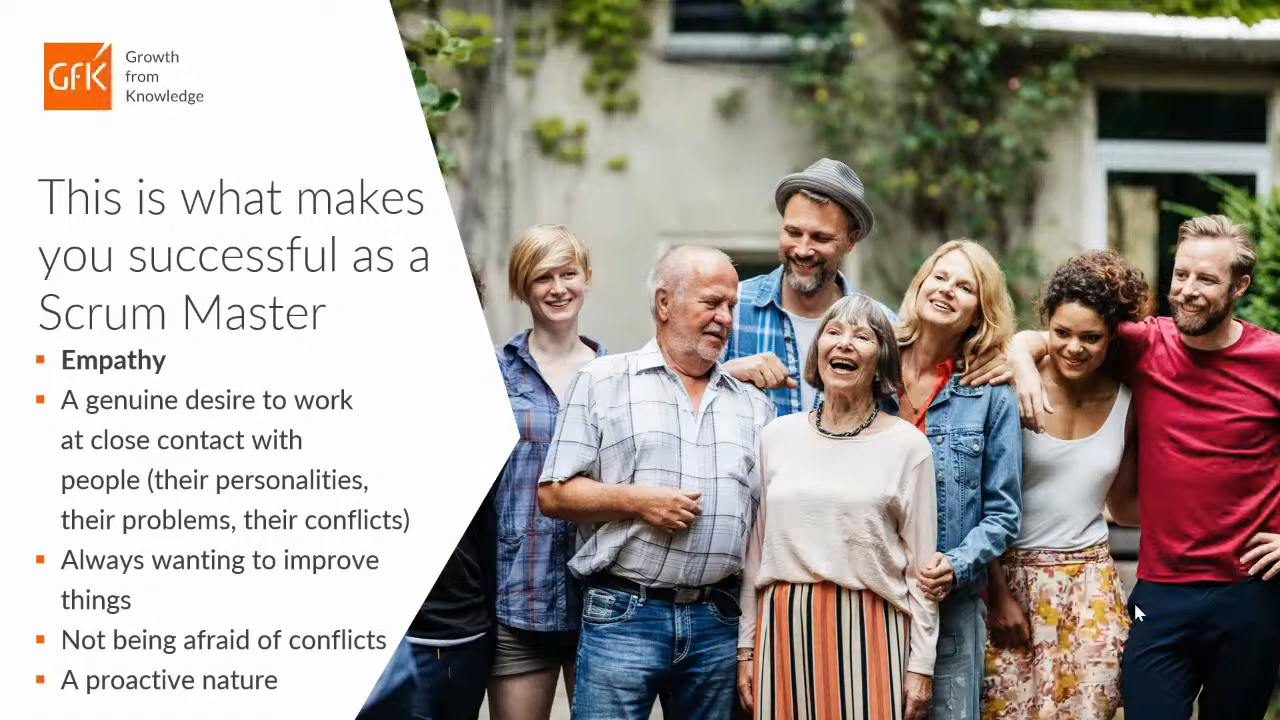 GfK
Growth
from
Knowledge
This is what makes
you successful as a
Scrum Master
Empathy
A genuine desire to work
at close contact with
people (their personalities,
their problems, their conflicts)
Always wanting to improve
things
Not being afraid of conflicts
A proactive nature